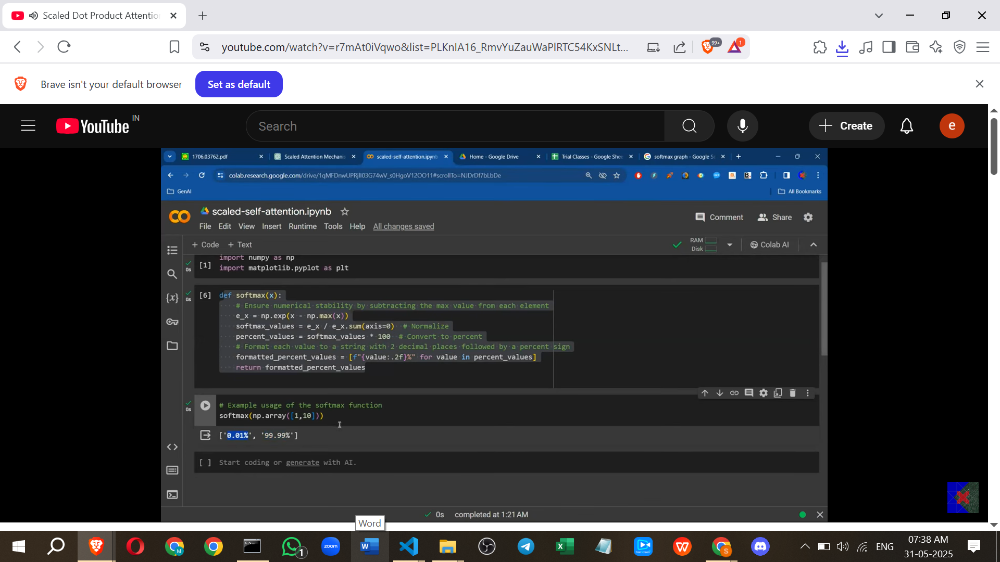 Scaled Dot Product Attentio
youtube.com/watch?v=r7mAt0iVqwo&list=PLKnIA16_RmvYuZauWaPlRTC54KxSNLt...
99+
1
Brave isn't your default browser
Set as default
YouTube
IN
Search
Create
e
1706.03762.pdf
Scaled Attention Mechanis
scaled-self-attention.ipynb
Home - Google Drive
Trial Classes - Google Shee
softmax graph - Google Se
colab.research.google.com/drive/1qMFDnwUPRjlI03G74wV_s0HgoV12OO11#scrollTo=NJDrDf7bLbDe
GenAI
All Bookmarks
scaled-self-attention.ipynb
Comment
Share
File Edit View Insert Runtime Tools Help All changes saved
+ Code + Text
RAM
Disk
Colab AI
import numpy as np
[1]
0s
import matplotlib.pyplot as plt
[6] def softmax(x):
0s
# Ensure numerical stability by subtracting the max value from each element
e_x = np.exp(x - np.max(x))
softmax_values = e_x / e_x.sum(axis=0) # Normalize
percent_values = softmax_values * 100 # Convert to percent
# Format each value to a string with 2 decimal places followed by a percent sign
formatted_percent_values = [f"{value:.2f}%" for value in percent_values]
return formatted_percent_values
# Example usage of the softmax function
0s
softmax(np.array([1,10]))
['0.01%', '99.99%']
[ ] Start coding or generate with AI.
0s completed at 1:21 AM
Word
M
1
zoom
W
X
W
S
ENG
07:38 AM
31-05-2025